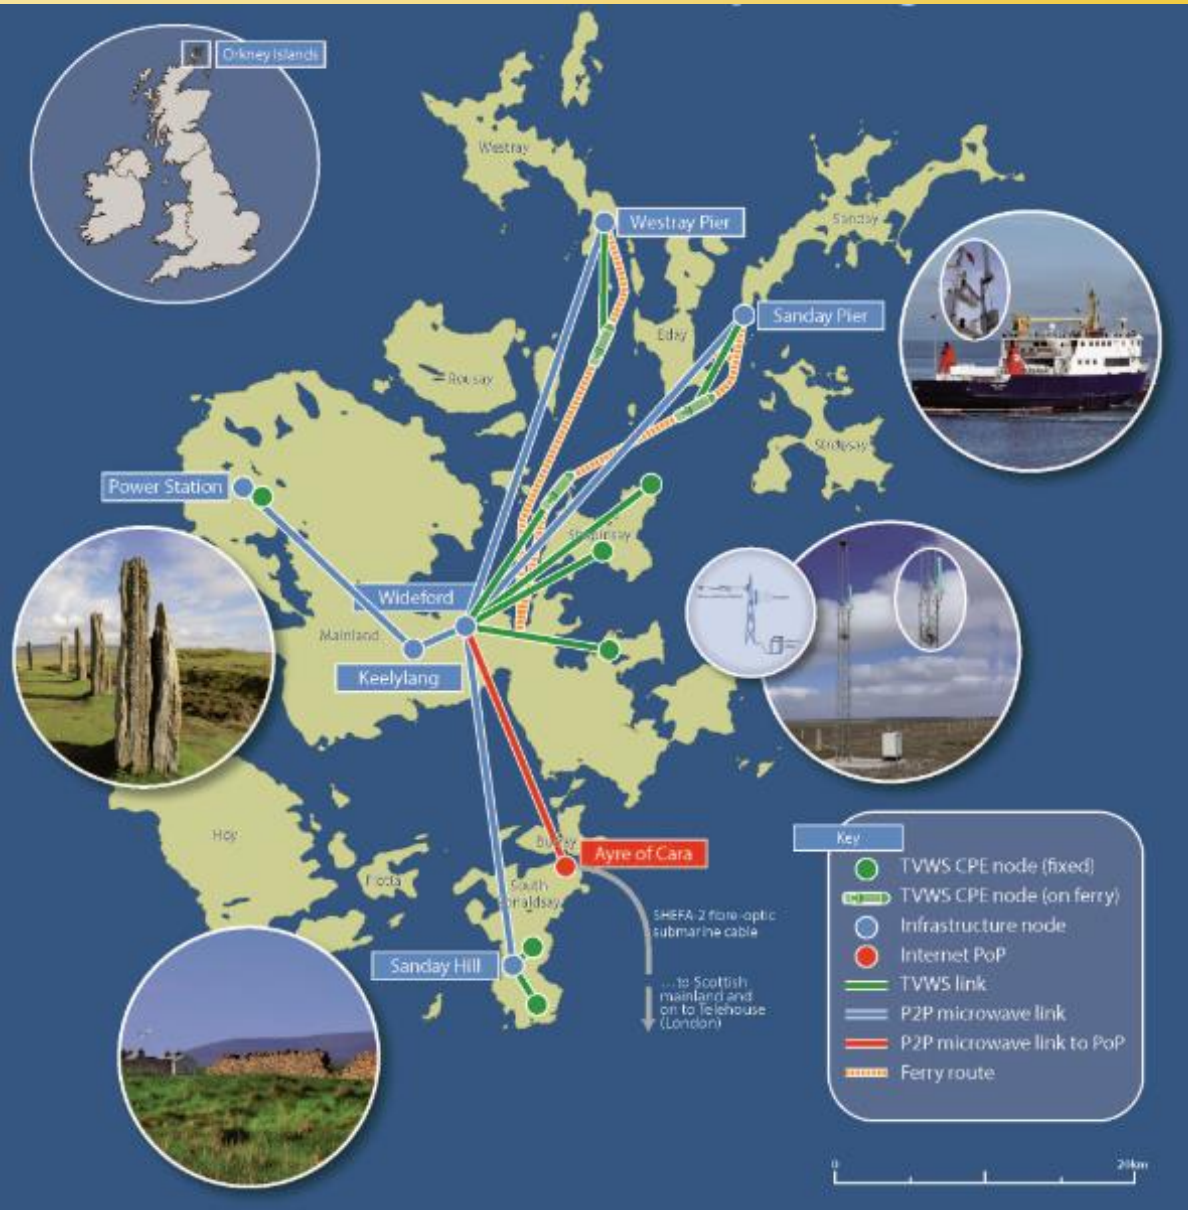 Orkney Islands
Westray
Westray Pier
Sanday
Sanday Pier
Eday
Rousay
Stronsay
Power Station
Shapinsay
Wideford
Mainland
Keelylang
Hoy
Burray
Ayre of Cara
Flotta
South
Ronaldsay
SHEFA-2 fibre-optic
submarine cable
Sanday Hill
...to Scottish
mainland and
on to Telehouse
(London)
Key
TVWS CPE node (fixed)
TVWS CPE node (on ferry)
Infrastructure node
Internet PoP
TVWS link
P2P microwave link
P2P microwave link to PoP
Ferry route
0
20km